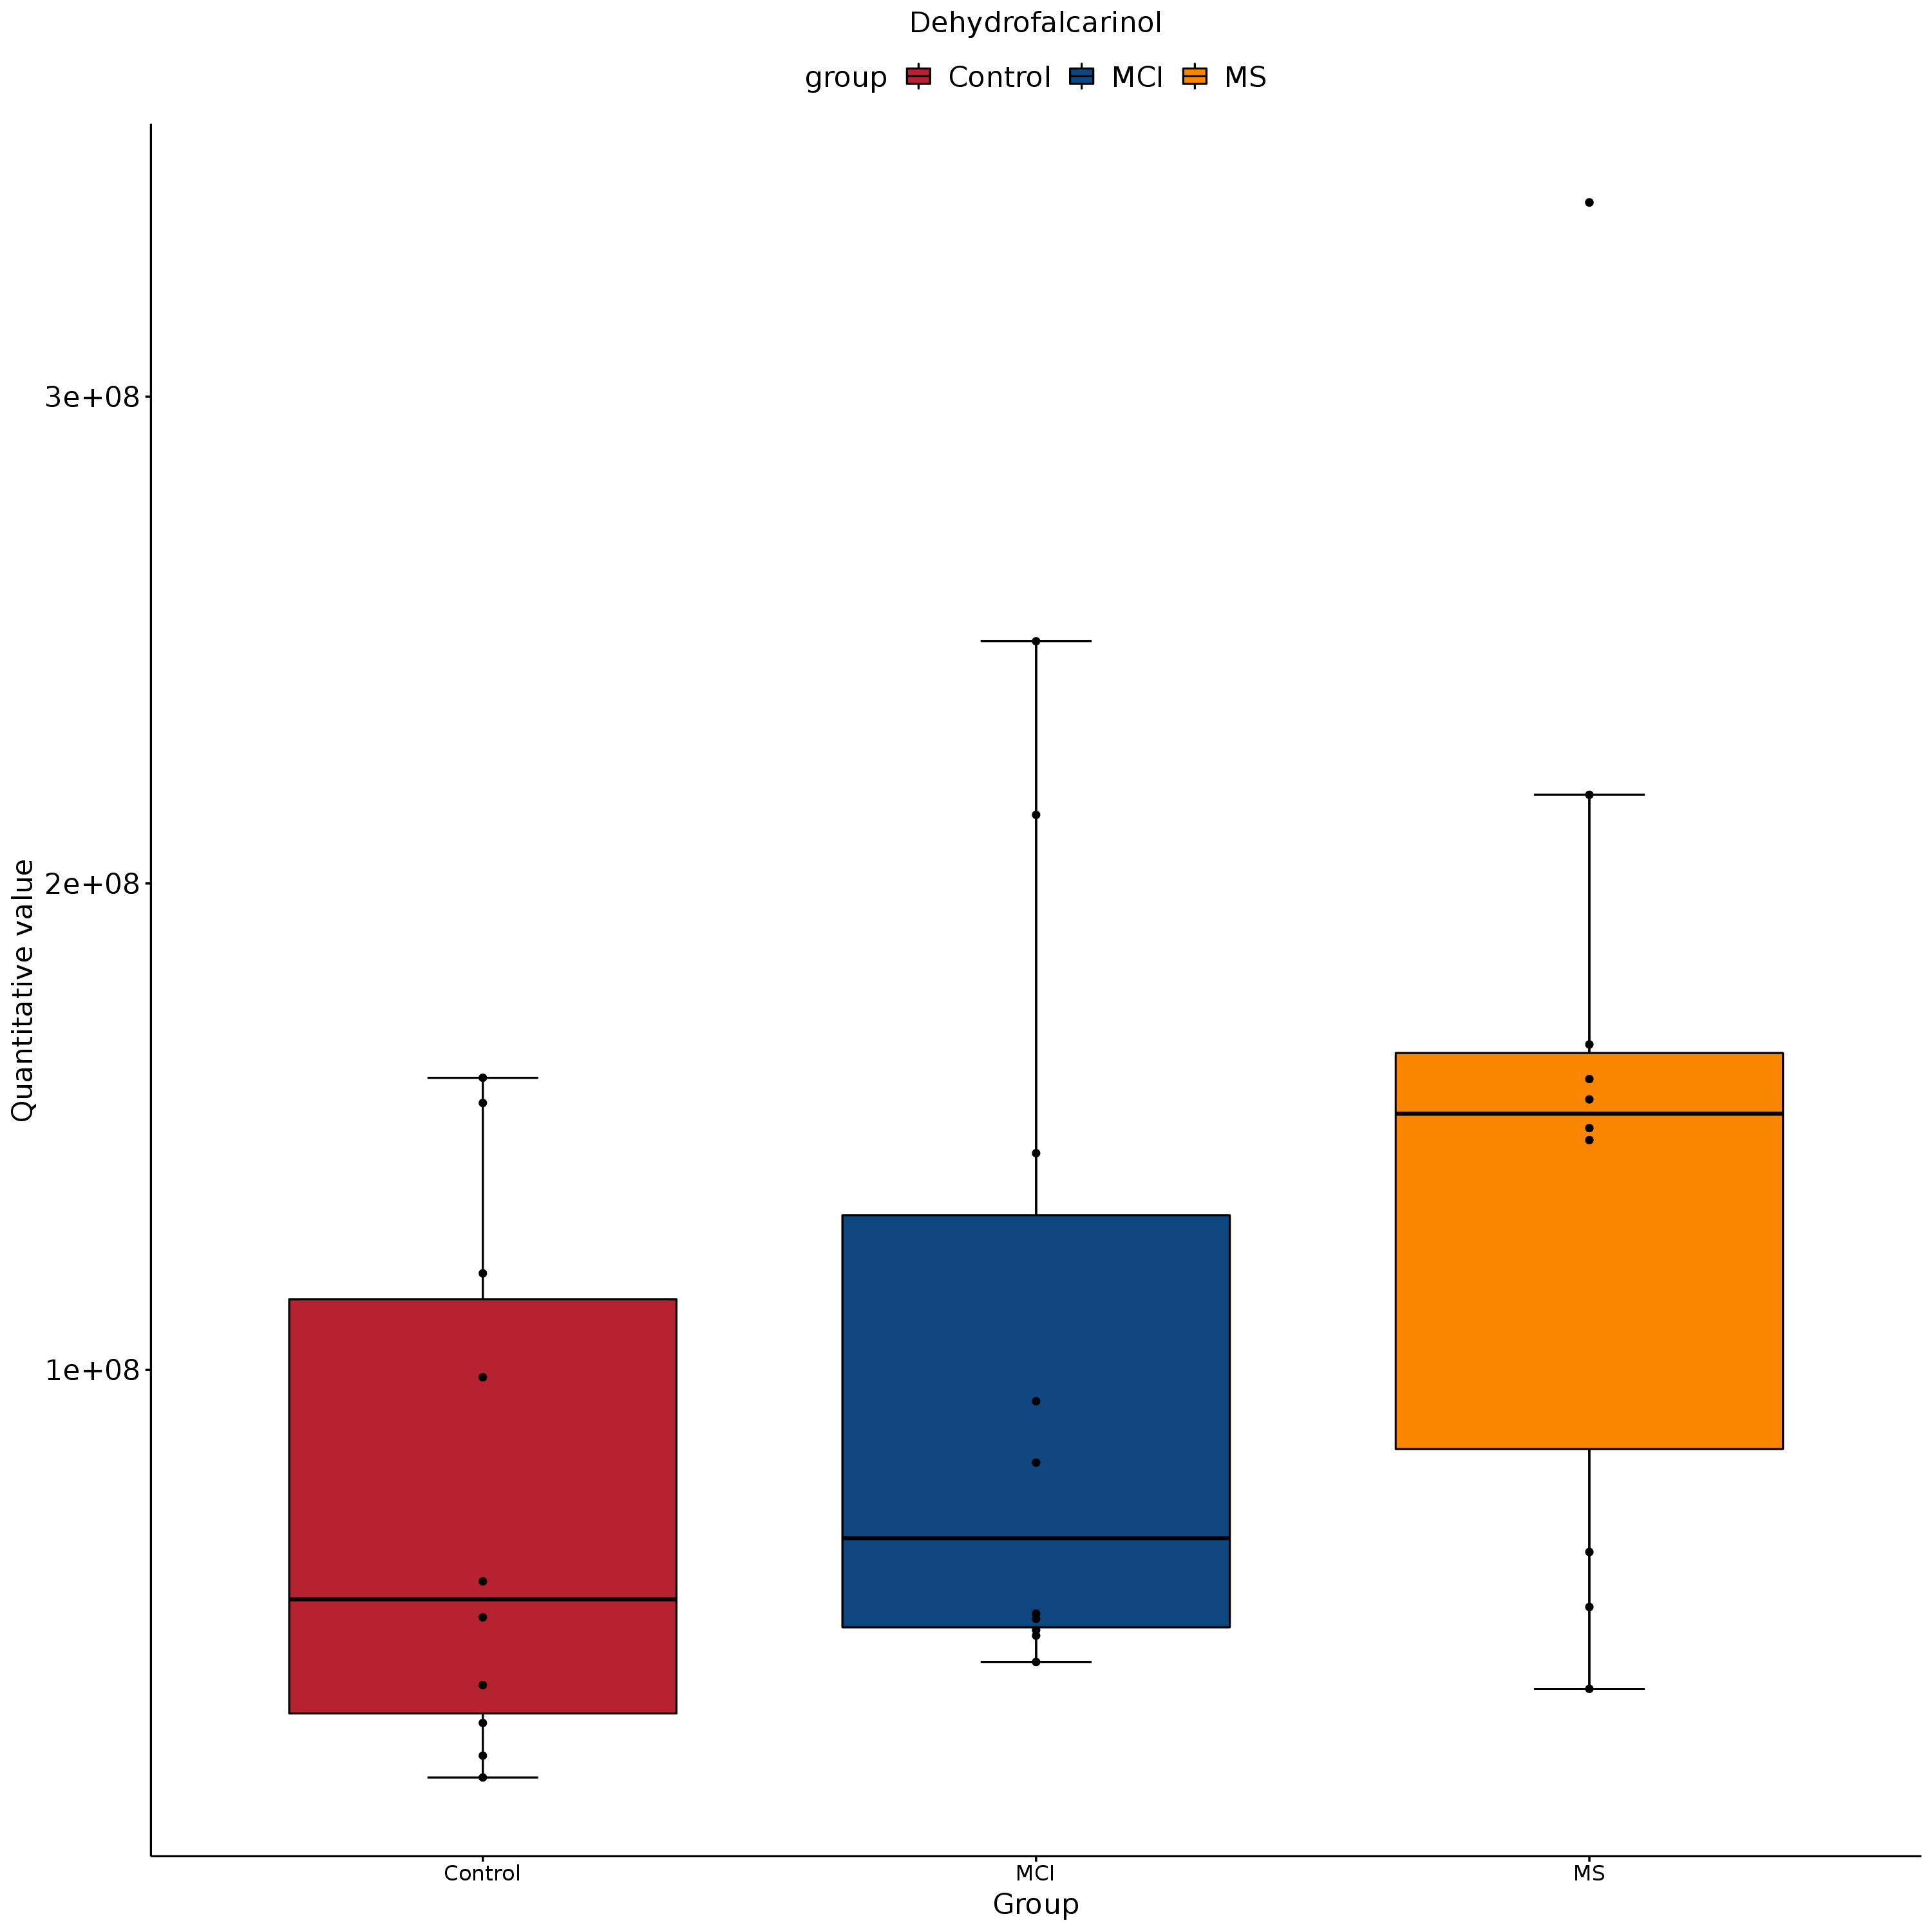 Dehydrofalcarinol
group Control MCI MS
Quantitative value
3e+08
2e+08
1e+08
Control MCI MS
Group